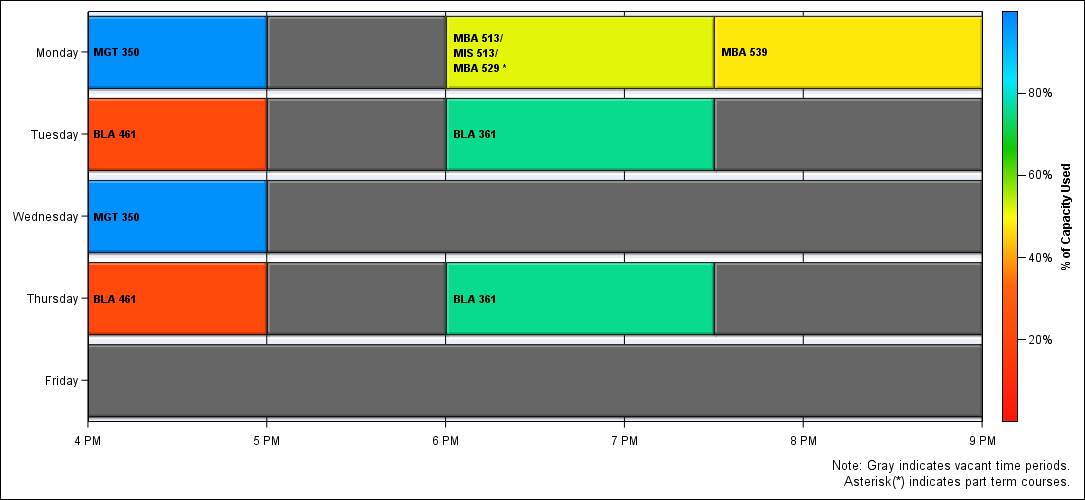 Monday
MGT 350
MBA 513/
MIS 513/
MBA 529 *
MBA 539
Tuesday
BLA 461
BLA 361
Wednesday
MGT 350
Thursday
BLA 461
BLA 361
Friday
4 PM
5 PM
6 PM
7 PM
8 PM
9 PM
80%
60%
40%
20%
% of Capacity Used
Note: Gray indicates vacant time periods.
Asterisk(*) indicates part term courses.